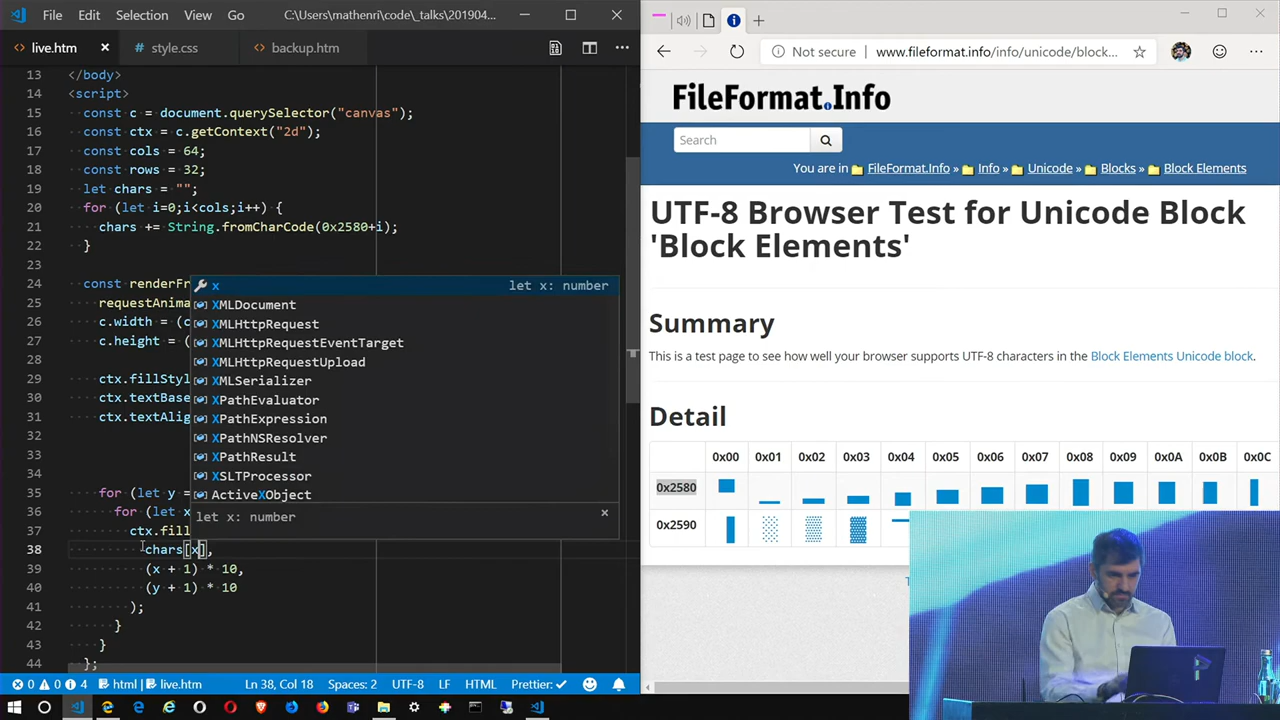 File Edit Selection View Go C:\Users\mathenri\code\_talks\201904...
live.htm style.css backup.htm
13 </body>
14 <script>
15 const c = document.querySelector("canvas");
16 const ctx = c.getContext("2d");
17 const cols = 64;
18 const rows = 32;
19 let chars = "";
20 for (let i=0;i<cols;i++) {
21 chars += String.fromCharCode(0x2580+i);
22 }
23
24 const renderFr
25 requestAnima
26 c.width = (c
27 c.height = (
28
29 ctx.fillStyl
30 ctx.textBase
31 ctx.textAlig
32
33
34
35 for (let y =
36 for (let x
37 ctx.fill
38 chars[x],
39 (x + 1) * 10,
40 (y + 1) * 10
41 );
42 }
43 }
44 };
x let x: number
XMLDocument
XMLHttpRequest
XMLHttpRequestEventTarget
XMLHttpRequestUpload
XMLSerializer
XPathEvaluator
XPathExpression
XPathNSResolver
XPathResult
XSLTProcessor
ActiveXObject
let x: number
0 0 4 html live.htm Ln 38, Col 18 Spaces: 2 UTF-8 LF HTML Prettier: ✓
Not secure www.fileformat.info/info/unicode/block...
FileFormat.Info
Search
You are in FileFormat.Info » Info » Unicode » Blocks » Block Elements
UTF-8 Browser Test for Unicode Block
'Block Elements'
Summary
This is a test page to see how well your browser supports UTF-8 characters in the Block Elements Unicode block.
Detail
0x00 0x01 0x02 0x03 0x04 0x05 0x06 0x07 0x08 0x09 0x0A 0x0B 0x0C
0x2580 ▀ ▁ ▂ ▃ ▄ ▅ ▆ ▇ █ ▉ ▊ ▋ ▌
0x2590 ▐ ░ ▒ ▓ ▔